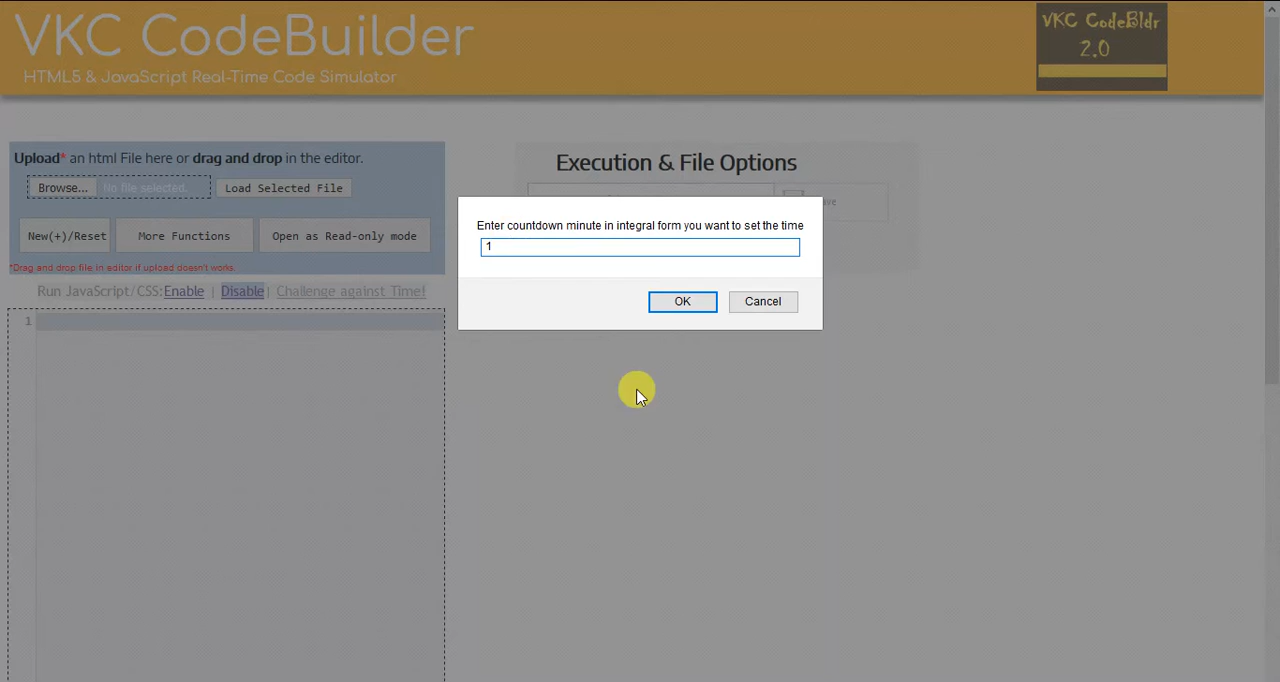 VKC CodeBuilder
HTML5 & JavaScript Real-Time Code Simulator
VKC CodeBldr
2.0
Upload* an html File here or drag and drop in the editor.
Browse... No file selected.
Load Selected File
New(+)/Reset
More Functions
Open as Read-only mode
*Drag and drop file in editor if upload doesn't works.
Run JavaScript/CSS:Enable | Disable| Challenge against Time!
1
Execution & File Options
Enter countdown minute in integral form you want to set the time
1
OK
Cancel